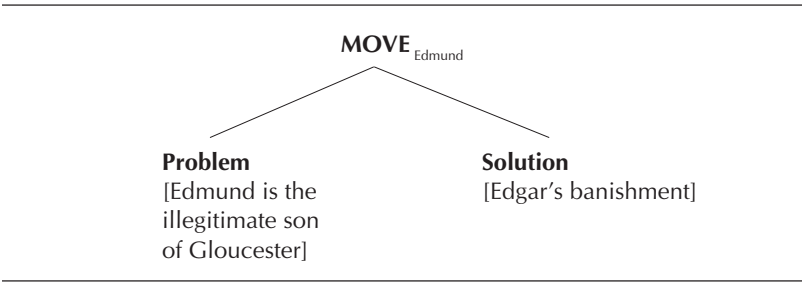 MOVE Edmund
Problem
[Edmund is the
illegitimate son
of Gloucester]
Solution
[Edgar’s banishment]